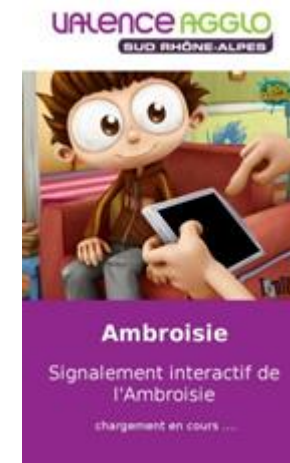 VALENCE AGGLO
SUD RHÔNE-ALPES
Ambroisie
Signalement interactif de
l'Ambroisie
chargement en cours ....